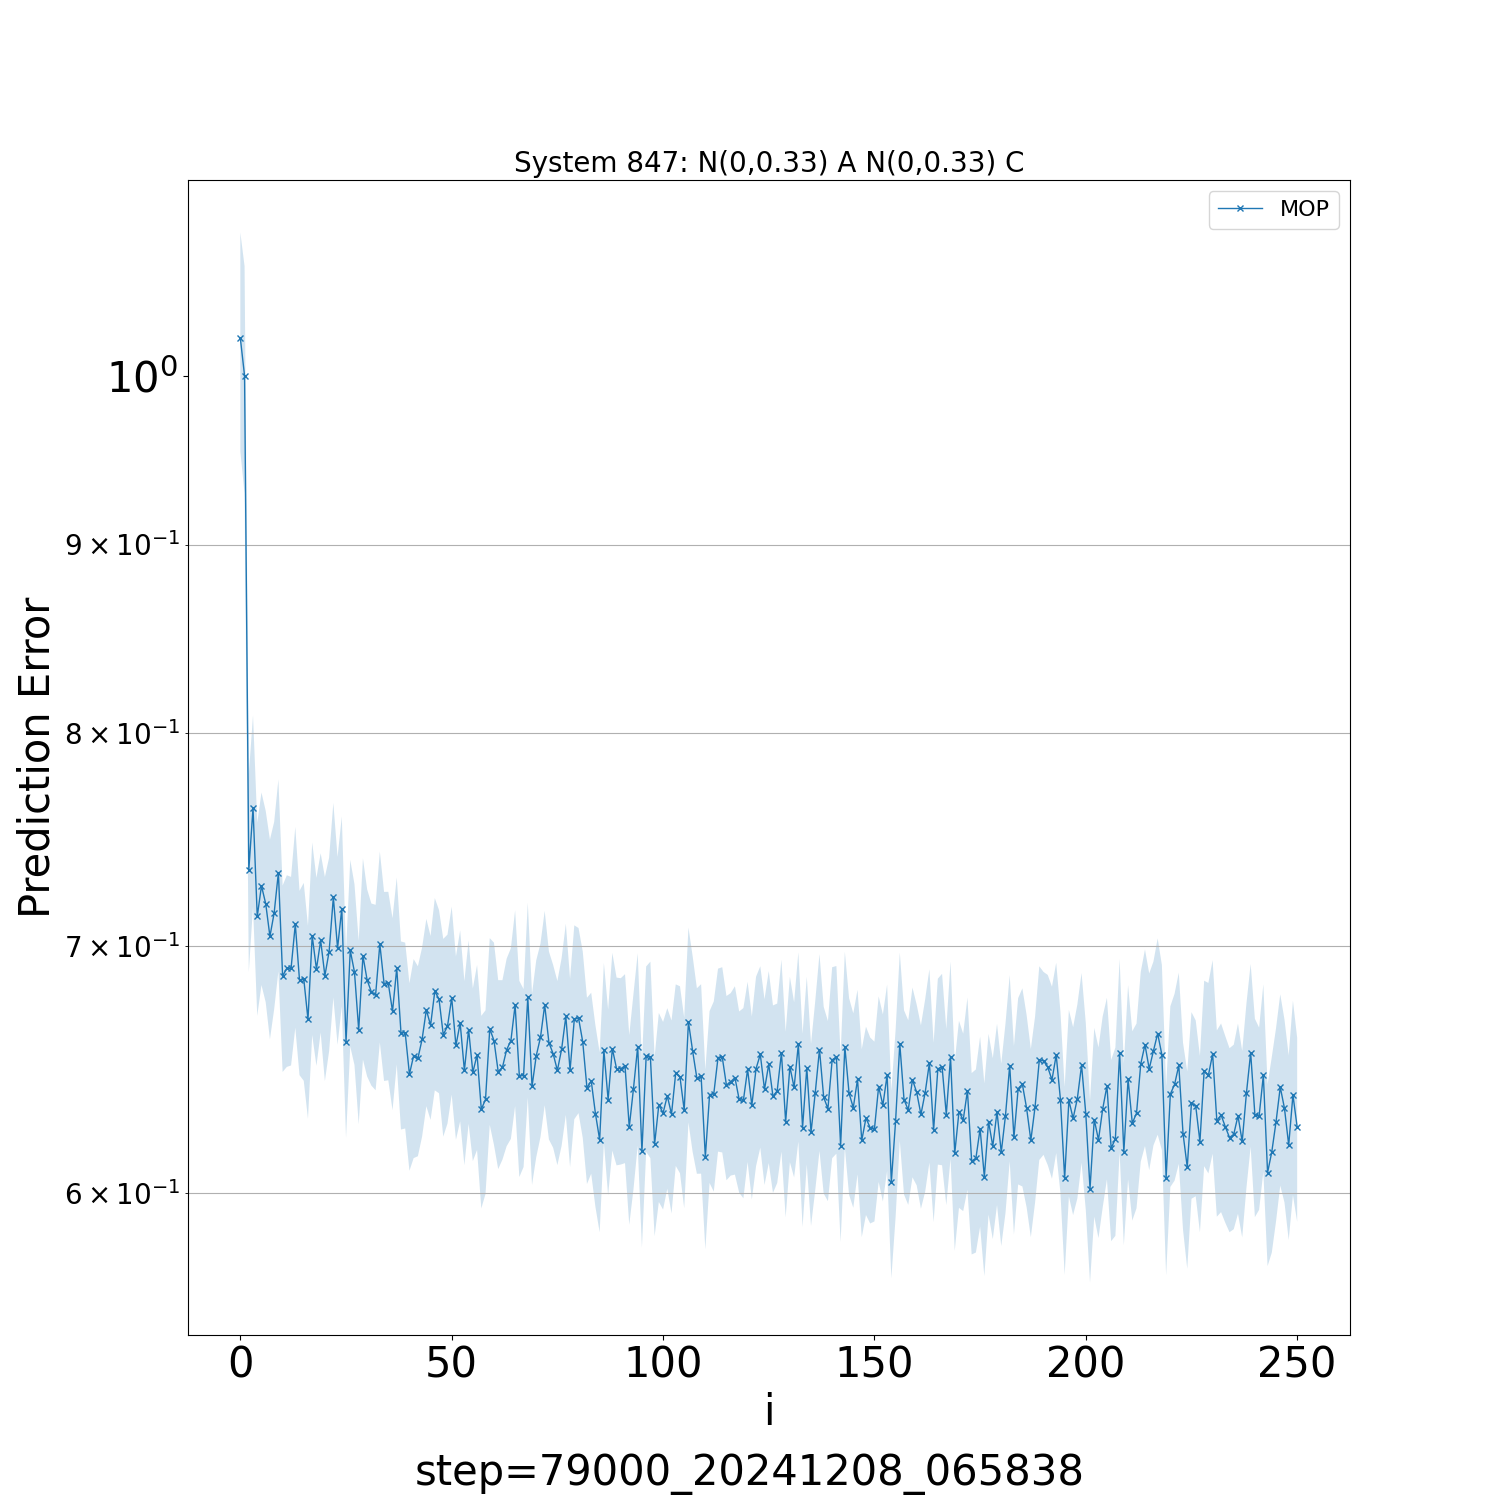 System 847: N(0,0.33) A N(0,0.33) C
MOP
10⁰
9 × 10⁻¹
8 × 10⁻¹
7 × 10⁻¹
6 × 10⁻¹
Prediction Error
0 50 100 150 200 250
i
step=79000_20241208_065838